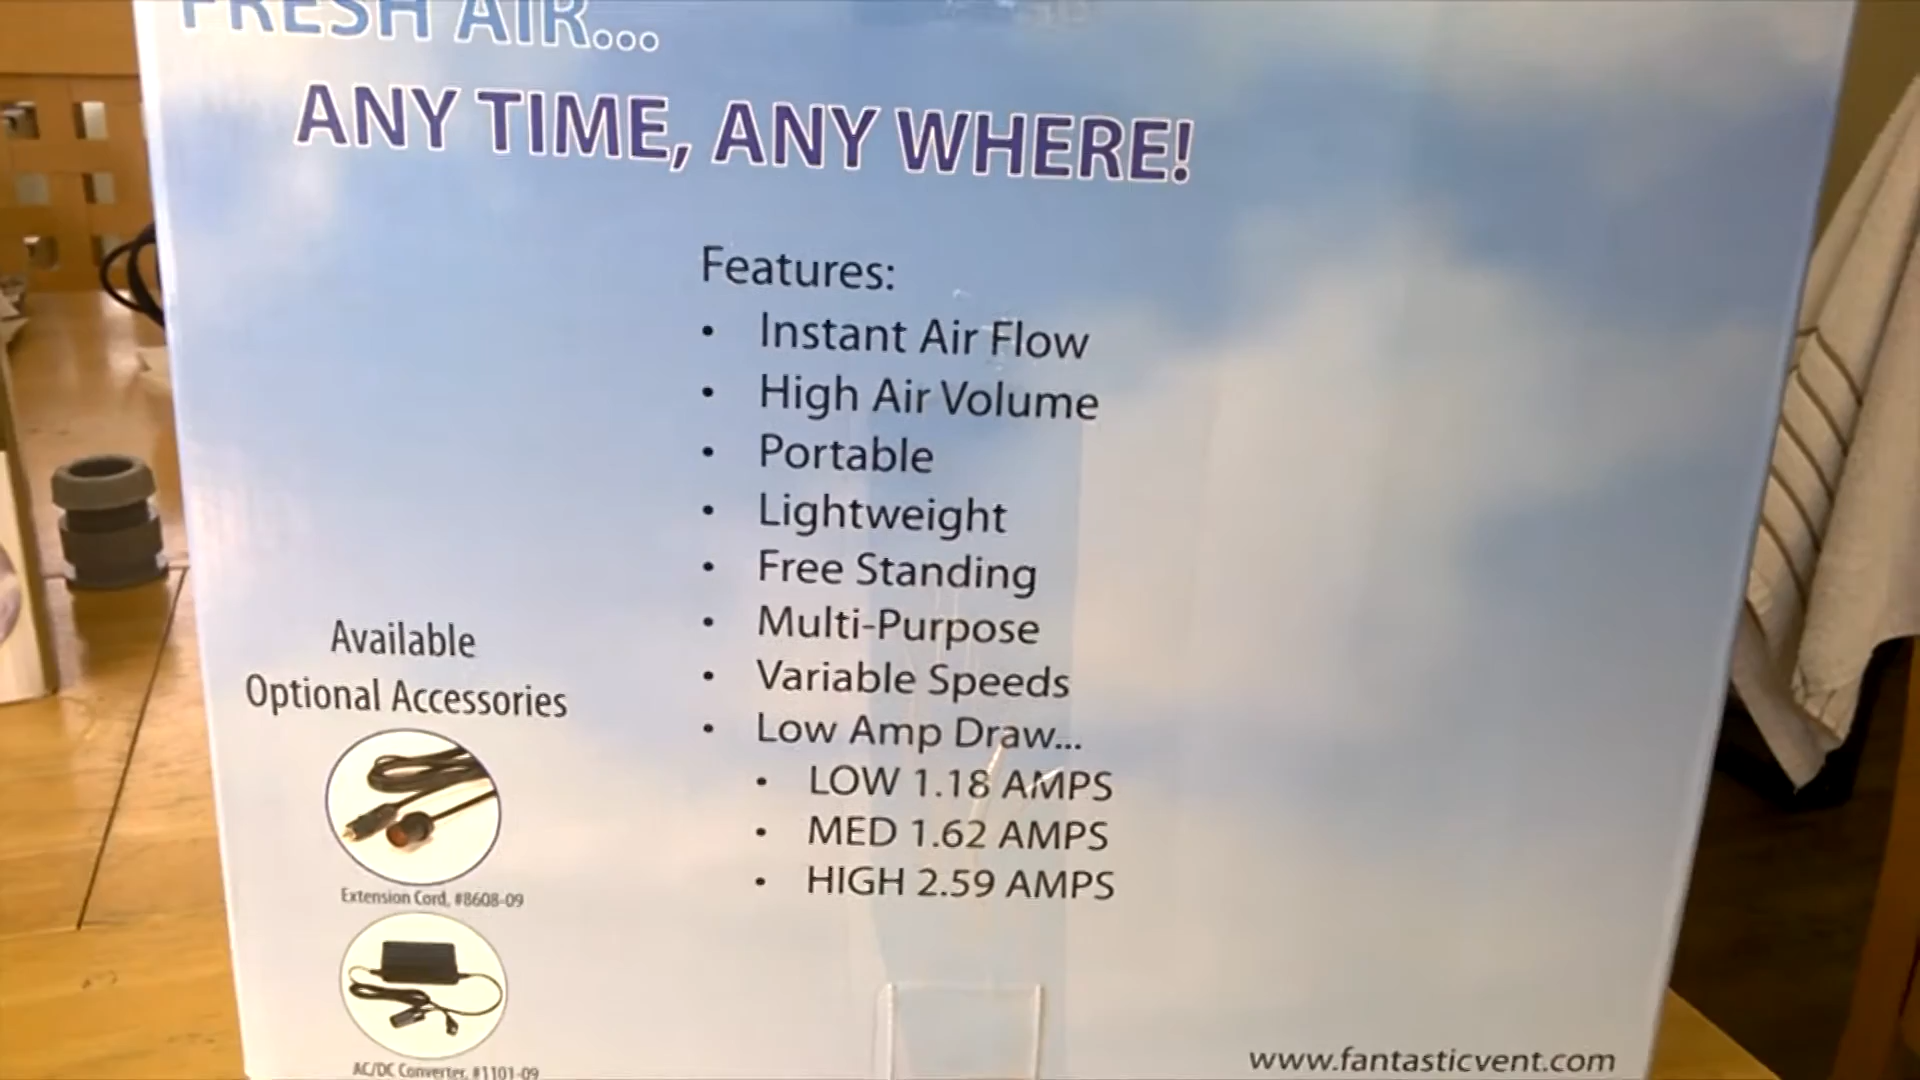 FRESH AIR...
ANY TIME, ANY WHERE!
Features:
• Instant Air Flow
• High Air Volume
• Portable
• Lightweight
• Free Standing
• Multi-Purpose
• Variable Speeds
• Low Amp Draw...
• LOW 1.18 AMPS
• MED 1.62 AMPS
• HIGH 2.59 AMPS
Available
Optional Accessories
Extension Cord, #8608-09
AC/DC Converter, #1101-09
www.fantasticvent.com